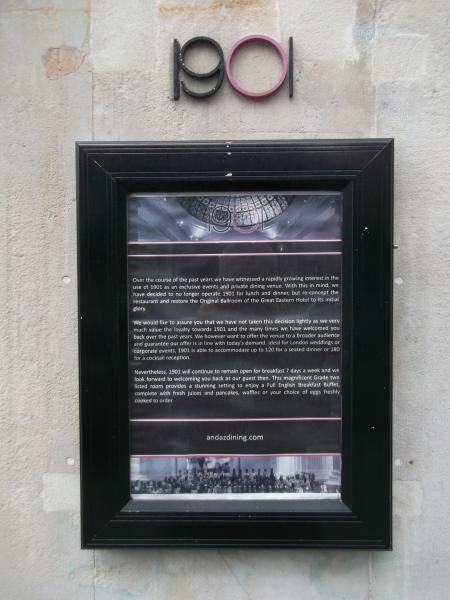 1901
1901
Over the course of the past years we have witnessed a rapidly growing interest in the
use of 1901 as an exclusive events and private dining venue. With this in mind, we
have decided to no longer operate 1901 for lunch and dinner, but re-concept the
restaurant and restore the Original Ballroom of the Great Eastern Hotel to its initial
glory.
We would like to assure you that we have not taken this decision lightly as we very
much value the loyalty towards 1901 and the many times we have welcomed you
back over the past years. We however want to offer the venue to a broader audience
and guarantee our offer is in line with today's demand. Ideal for London weddings or
corporate events, 1901 is able to accommodate up to 120 for a seated dinner or 180
for a cocktail reception.
Nevertheless, 1901 will continue to remain open for breakfast 7 days a week and we
look forward to welcoming you back as our guest then. This magnificent Grade two
listed room provides a stunning setting to enjoy a Full English Breakfast Buffet,
complete with fresh juices and pancakes, waffles or your choice of eggs freshly
cooked to order.
andazdining.com